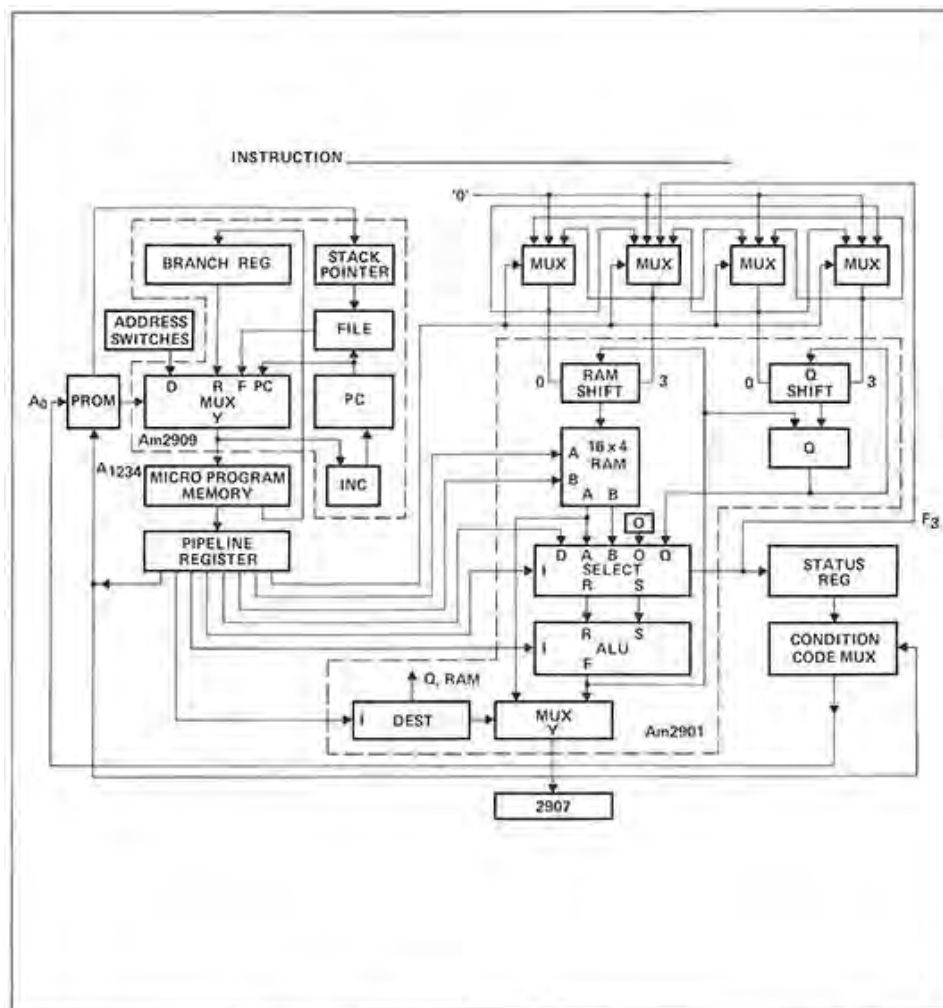 INSTRUCTION
'0'
BRANCH REG
STACK POINTER
MUX
MUX
MUX
MUX
ADDRESS SWITCHES
FILE
D R F PC
MUX
Y
PC
0
RAM SHIFT
3
0
Q SHIFT
3
A0
PROM
Am2909
A
B
16 x 4 RAM
A B
Q
A1234
MICRO PROGRAM MEMORY
INC
O
F3
PIPELINE REGISTER
D A B O Q
I SELECT
R S
STATUS REG
R S
I ALU
F
CONDITION CODE MUX
Q, RAM
I DEST
MUX
Y
Am2901
2907